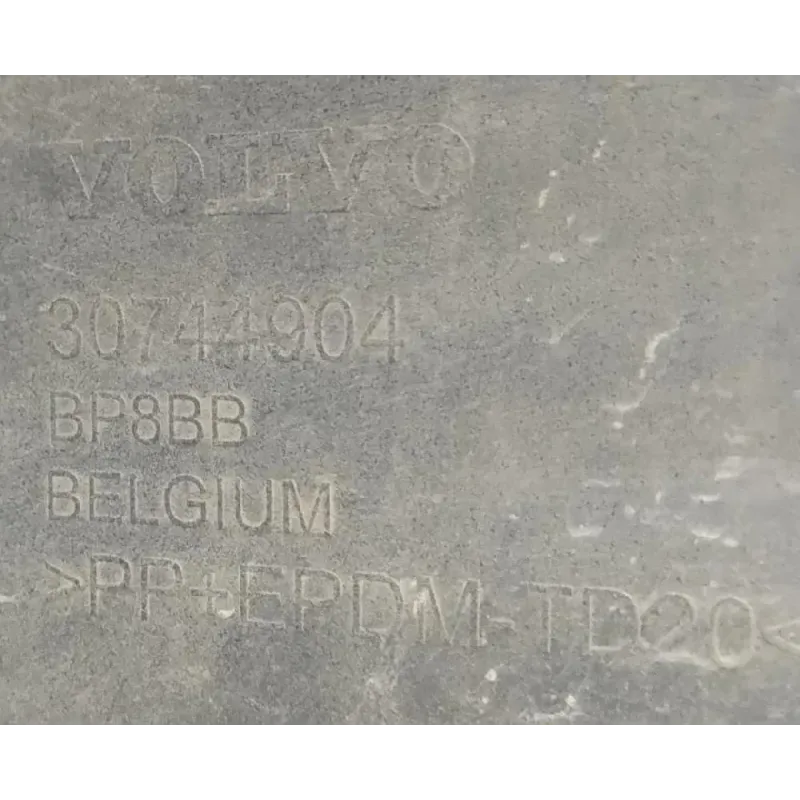 VOLVO
30744904
BP8BB
BELGIUM
>PP+EPDM-TD20<